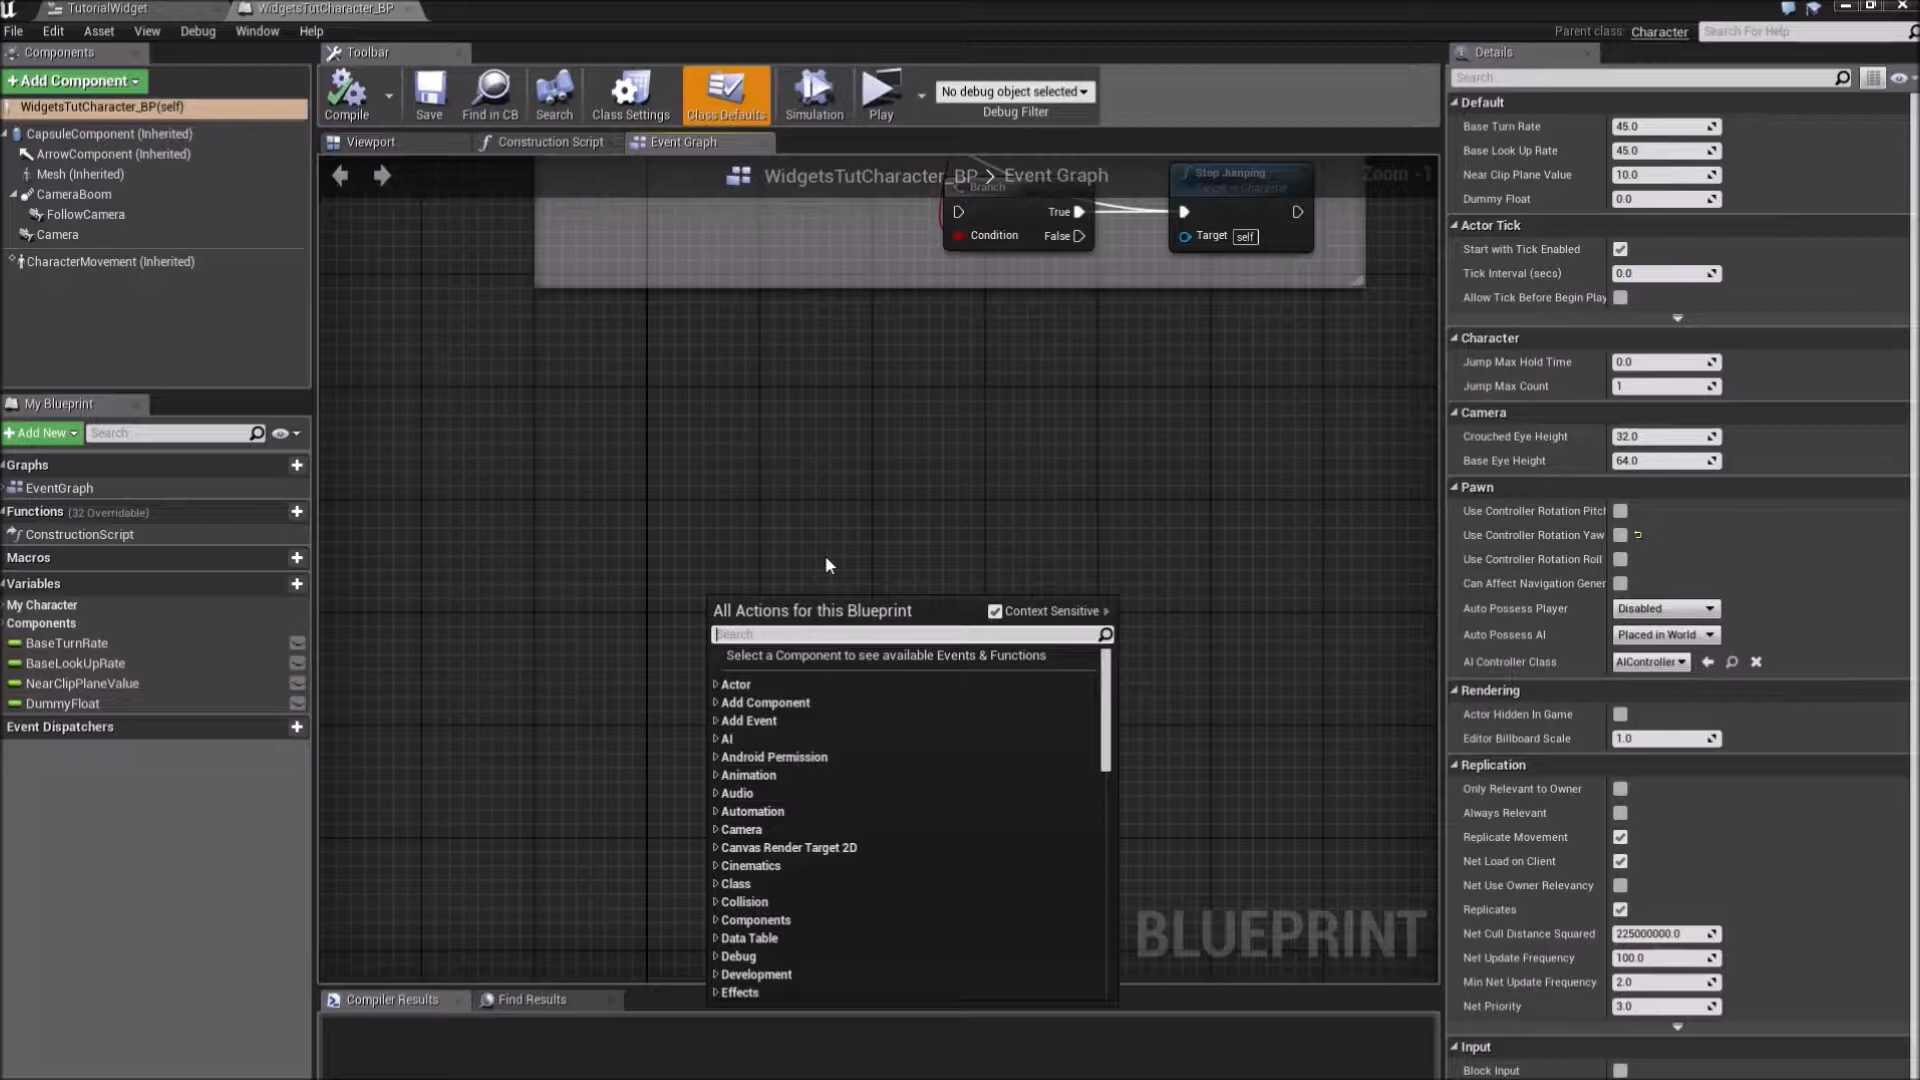 TutorialWidget
WidgetsTutCharacter_BP
File Edit Asset View Debug Window Help
Parent class: Character Search For Help
Components
+Add Component
WidgetsTutCharacter_BP(self)
CapsuleComponent (Inherited)
ArrowComponent (Inherited)
Mesh (Inherited)
CameraBoom
FollowCamera
Camera
CharacterMovement (Inherited)
My Blueprint
+Add New Search
Graphs
EventGraph
Functions (32 Overridable)
ConstructionScript
Macros
Variables
My Character
Components
BaseTurnRate
BaseLookUpRate
NearClipPlaneValue
DummyFloat
Event Dispatchers
Toolbar
Compile Save Find in CB Search Class Settings Class Defaults Simulation Play
No debug object selected
Debug Filter
Viewport Construction Script Event Graph
WidgetsTutCharacter_BP > Event Graph
Zoom -1
Branch
True
Condition False
Stop Jumping
Target is Character
Target self
All Actions for this Blueprint Context Sensitive
Search
Select a Component to see available Events & Functions
Actor
Add Component
Add Event
AI
Android Permission
Animation
Audio
Automation
Camera
Canvas Render Target 2D
Cinematics
Class
Collision
Components
Data Table
Debug
Development
Effects
BLUEPRINT
Compiler Results Find Results
Details
Search
Default
Base Turn Rate 45.0
Base Look Up Rate 45.0
Near Clip Plane Value 10.0
Dummy Float 0.0
Actor Tick
Start with Tick Enabled
Tick Interval (secs) 0.0
Allow Tick Before Begin Play
Character
Jump Max Hold Time 0.0
Jump Max Count 1
Camera
Crouched Eye Height 32.0
Base Eye Height 64.0
Pawn
Use Controller Rotation Pitch
Use Controller Rotation Yaw
Use Controller Rotation Roll
Can Affect Navigation Gener
Auto Possess Player Disabled
Auto Possess AI Placed in World
AI Controller Class AIController
Rendering
Actor Hidden In Game
Editor Billboard Scale 1.0
Replication
Only Relevant to Owner
Always Relevant
Replicate Movement
Net Load on Client
Net Use Owner Relevancy
Replicates
Net Cull Distance Squared 225000000.0
Net Update Frequency 100.0
Min Net Update Frequency 2.0
Net Priority 3.0
Input
Block Input